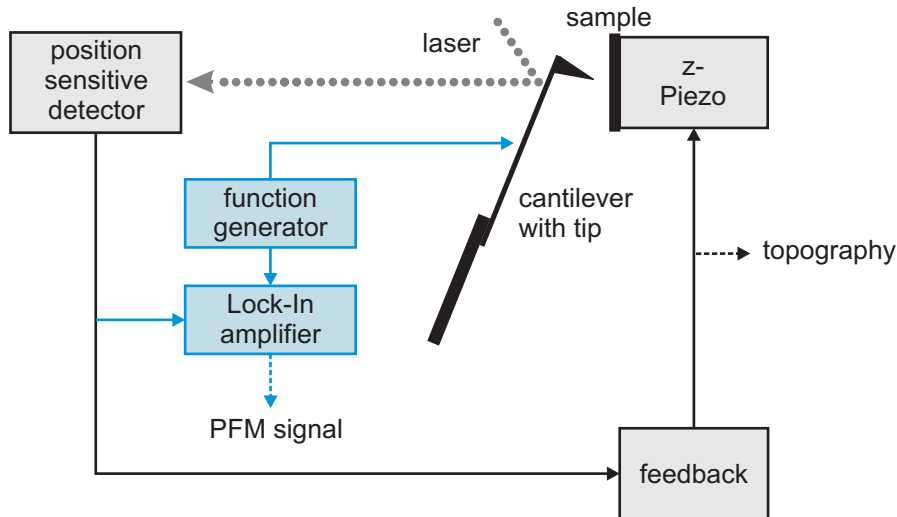 sample
position
sensitive
detector
laser
z-
Piezo
function
generator
cantilever
with tip
topography
Lock-In
amplifier
PFM signal
feedback